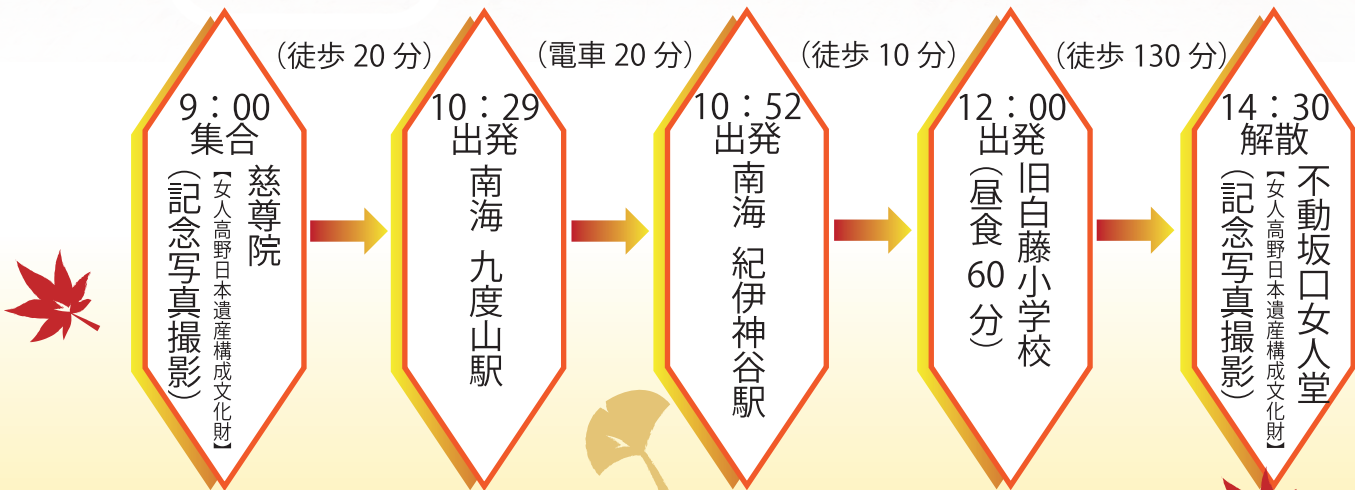 9：00
集合
慈尊院
【女人高野日本遺産構成文化財】
（記念写真撮影）
（徒歩 20 分）
10：29
出発
南海 九度山駅
（電車 20 分）
10：52
出発
南海 紀伊神谷駅
（徒歩 10 分）
12：00
出発
旧白藤小学校
（昼食 60 分）
（徒歩 130 分）
14：30
解散
不動坂口女人堂
【女人高野日本遺産構成文化財】
（記念写真撮影）